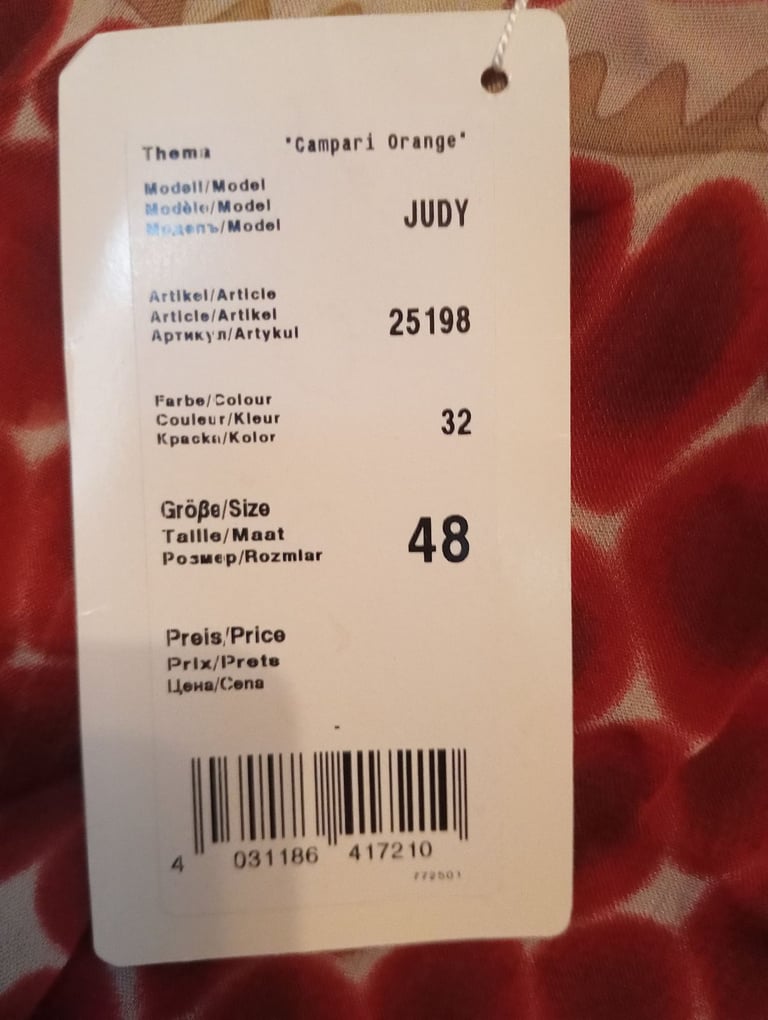 Thema "Campari Orange"
Modell/Model
Modèle/Model JUDY
Модель/Model
Artikel/Article
Article/Artikel 25198
Артикул/Artykul
Farbe/Colour
Couleur/Kleur 32
Краска/Kolor
Größe/Size
Taille/Maat 48
Розмер/Rozmiar
Preis/Price
Prix/Prets
Цена/Cena
4 031186 417210
772501